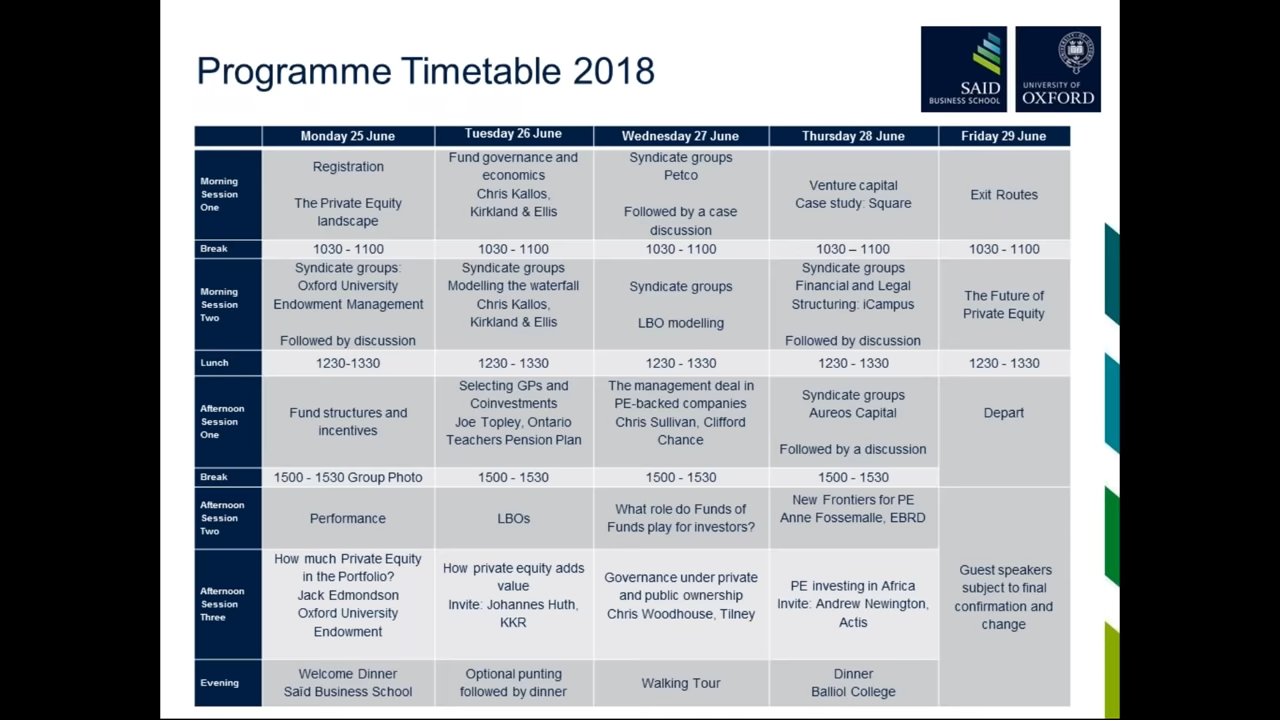 Programme Timetable 2018
SAID
BUSINESS SCHOOL
UNIVERSITY OF
OXFORD
Monday 25 June
Tuesday 26 June
Wednesday 27 June
Thursday 28 June
Friday 29 June
Morning
Session
One
Registration
The Private Equity
landscape
Fund governance and
economics
Chris Kallos,
Kirkland & Ellis
Syndicate groups
Petco
Followed by a case
discussion
Venture capital
Case study: Square
Exit Routes
Break
1030 - 1100
1030 - 1100
1030 - 1100
1030 – 1100
1030 - 1100
Morning
Session
Two
Syndicate groups:
Oxford University
Endowment Management
Followed by discussion
Syndicate groups
Modelling the waterfall
Chris Kallos,
Kirkland & Ellis
Syndicate groups
LBO modelling
Syndicate groups
Financial and Legal
Structuring: iCampus
Followed by discussion
The Future of
Private Equity
Lunch
1230-1330
1230 - 1330
1230 - 1330
1230 - 1330
1230 - 1330
Afternoon
Session
One
Fund structures and
incentives
Selecting GPs and
Coinvestments
Joe Topley, Ontario
Teachers Pension Plan
The management deal in
PE-backed companies
Chris Sullivan, Clifford
Chance
Syndicate groups
Aureos Capital
Followed by a discussion
Depart
Break
1500 - 1530 Group Photo
1500 - 1530
1500 - 1530
1500 - 1530
Afternoon
Session
Two
Performance
LBOs
What role do Funds of
Funds play for investors?
New Frontiers for PE
Anne Fossemalle, EBRD
Afternoon
Session
Three
How much Private Equity
in the Portfolio?
Jack Edmondson
Oxford University
Endowment
How private equity adds
value
Invite: Johannes Huth,
KKR
Governance under private
and public ownership
Chris Woodhouse, Tilney
PE investing in Africa
Invite: Andrew Newington,
Actis
Guest speakers
subject to final
confirmation and
change
Evening
Welcome Dinner
Saïd Business School
Optional punting
followed by dinner
Walking Tour
Dinner
Balliol College